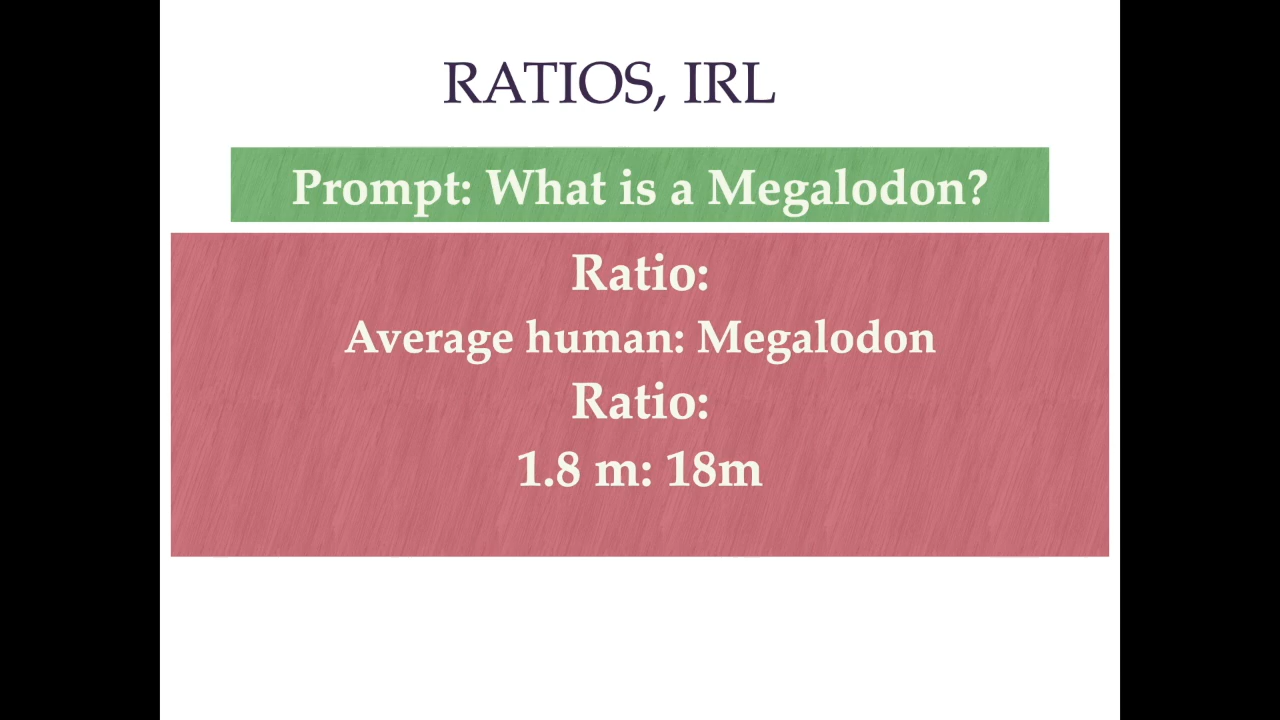 RATIOS, IRL
Prompt: What is a Megalodon?
Ratio:
Average human: Megalodon
Ratio:
1.8 m: 18m